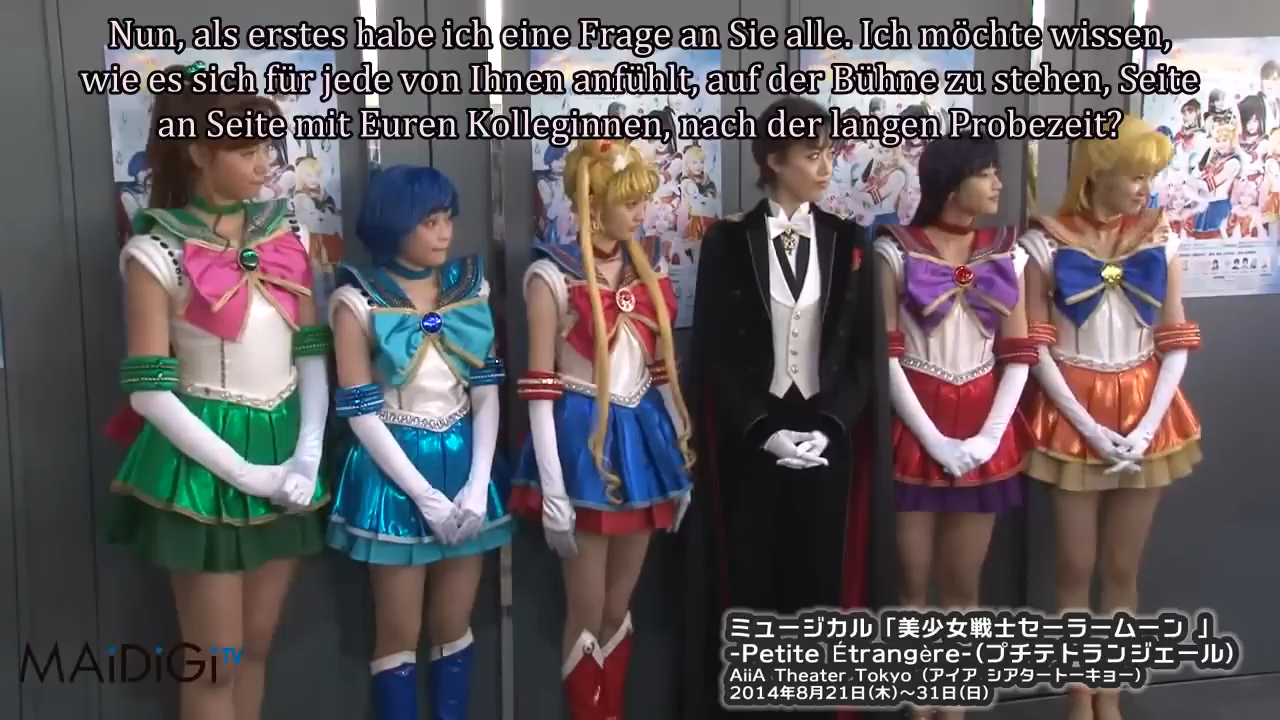 Nun, als erstes habe ich eine Frage an Sie alle. Ich möchte wissen,
wie es sich für jede von Ihnen anfühlt, auf der Bühne zu stehen, Seite
an Seite mit Euren Kolleginnen, nach der langen Probezeit?
MAiDiGiTV
ミュージカル「美少女戦士セーラームーン 」
-Petite Étrangère-(プチテトランジェール)
AiiA Theater Tokyo (アイア シアタートーキョー)
2014年8月21日(木)~31日(日)